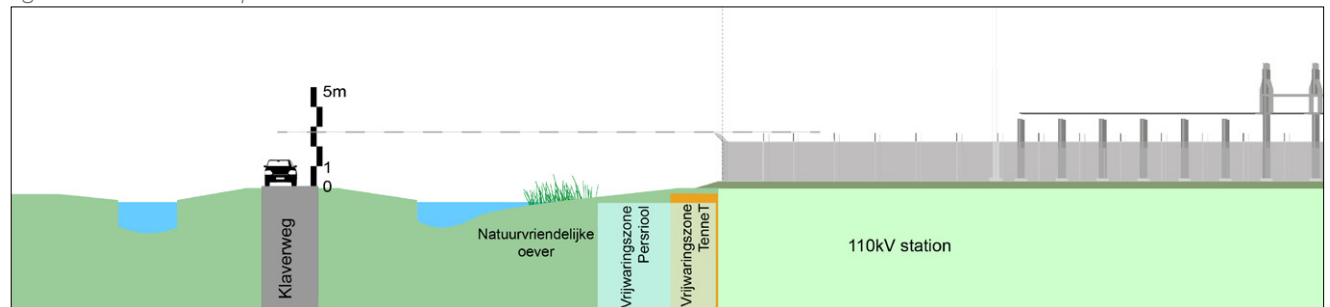 5m
1
0
Klaverweg
Natuurvriendelijke
oever
Vrijwaringszone
Persriool
Vrijwaringszone
TenneT
110kV station